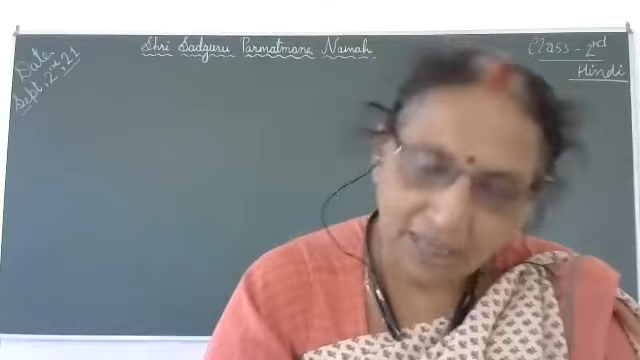 Date
Sept. 2nd, 21
Shri Sadguru Parmatmane Namah
Class - 2nd
Hindi